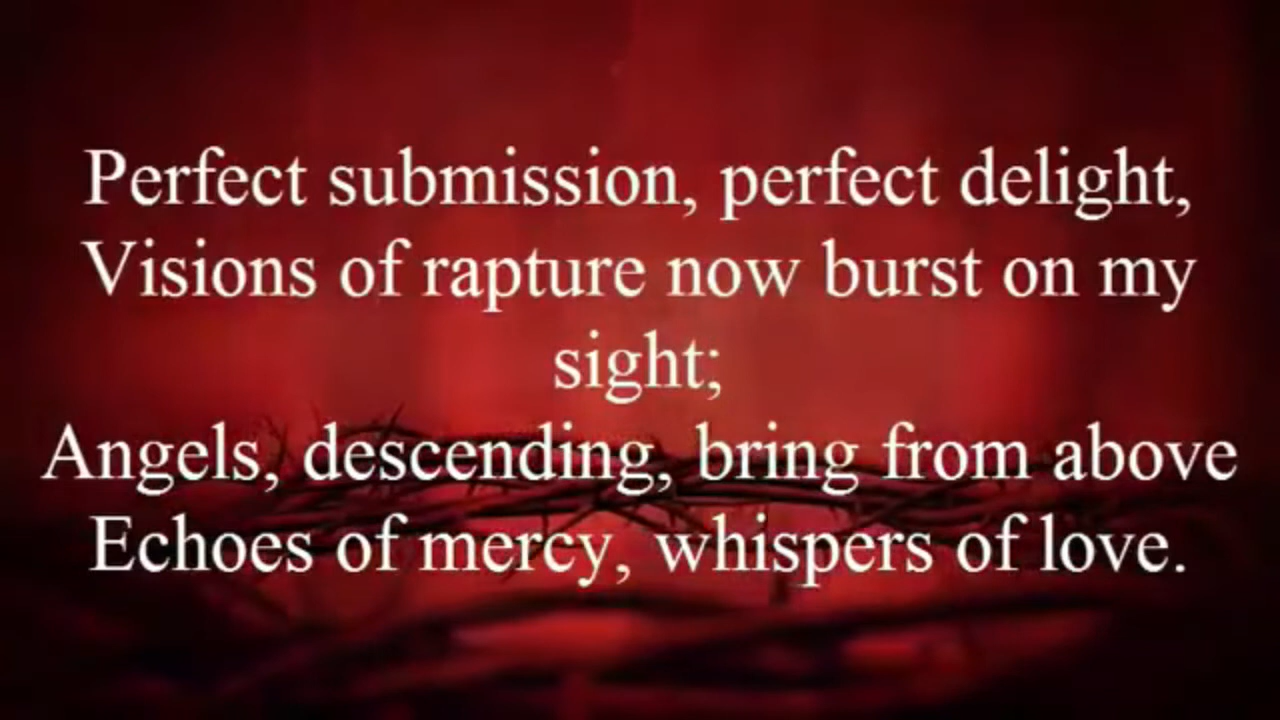 Perfect submission, perfect delight,
Visions of rapture now burst on my
sight;
Angels, descending, bring from above
Echoes of mercy, whispers of love.